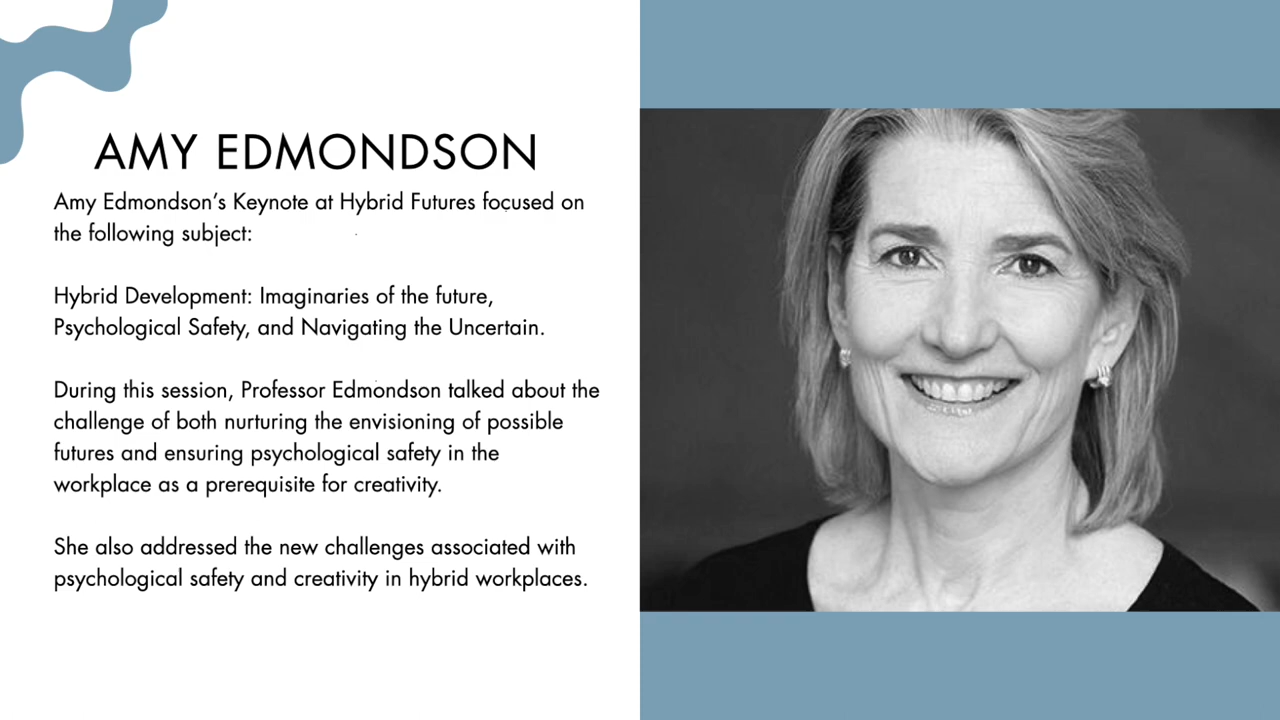 AMY EDMONDSON
Amy Edmondson's Keynote at Hybrid Futures focused on
the following subject:
Hybrid Development: Imaginaries of the future,
Psychological Safety, and Navigating the Uncertain.
During this session, Professor Edmondson talked about the
challenge of both nurturing the envisioning of possible
futures and ensuring psychological safety in the
workplace as a prerequisite for creativity.
She also addressed the new challenges associated with
psychological safety and creativity in hybrid workplaces.